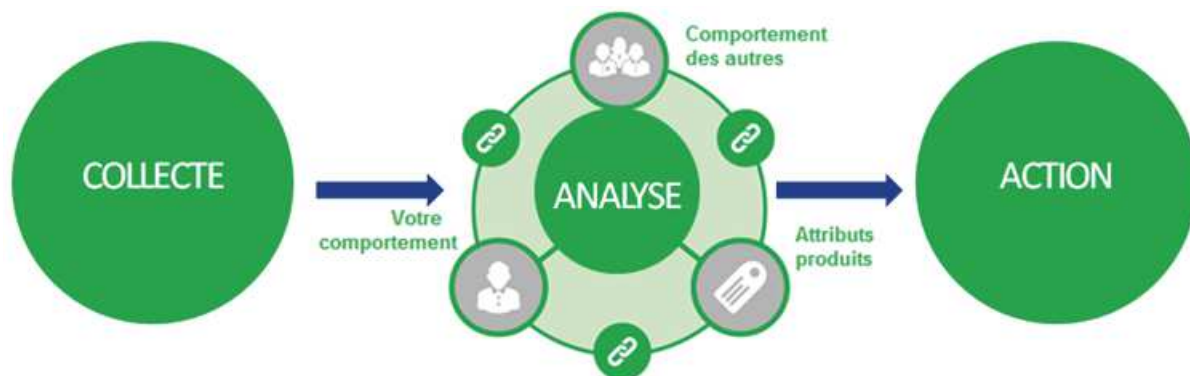 COLLECTE
Votre
comportement
Comportement
des autres
ANALYSE
Attributs
produits
ACTION